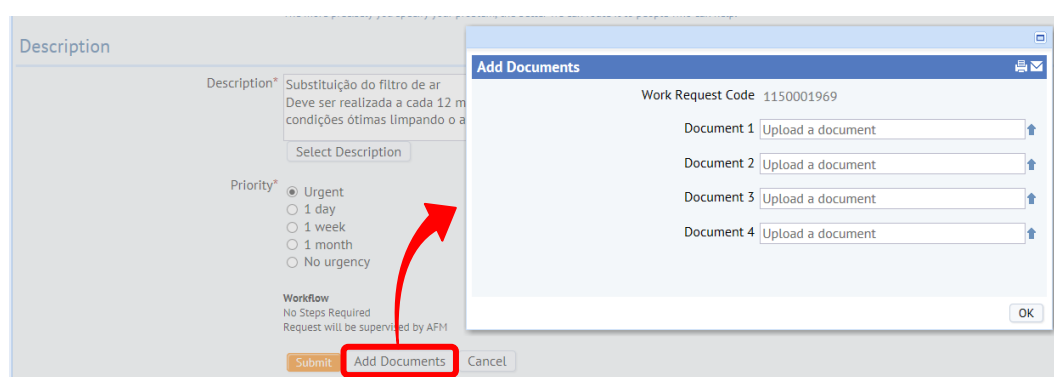 Description
Description*
Substituição do filtro de ar
Deve ser realizada a cada 12 m
condições ótimas limpando o a
Select Description
Priority*
Urgent
1 day
1 week
1 month
No urgency
Workflow
No Steps Required
Request will be supervised by AFM
Submit
Add Documents
Cancel
Add Documents
Work Request Code 1150001969
Document 1 Upload a document
Document 2 Upload a document
Document 3 Upload a document
Document 4 Upload a document
OK